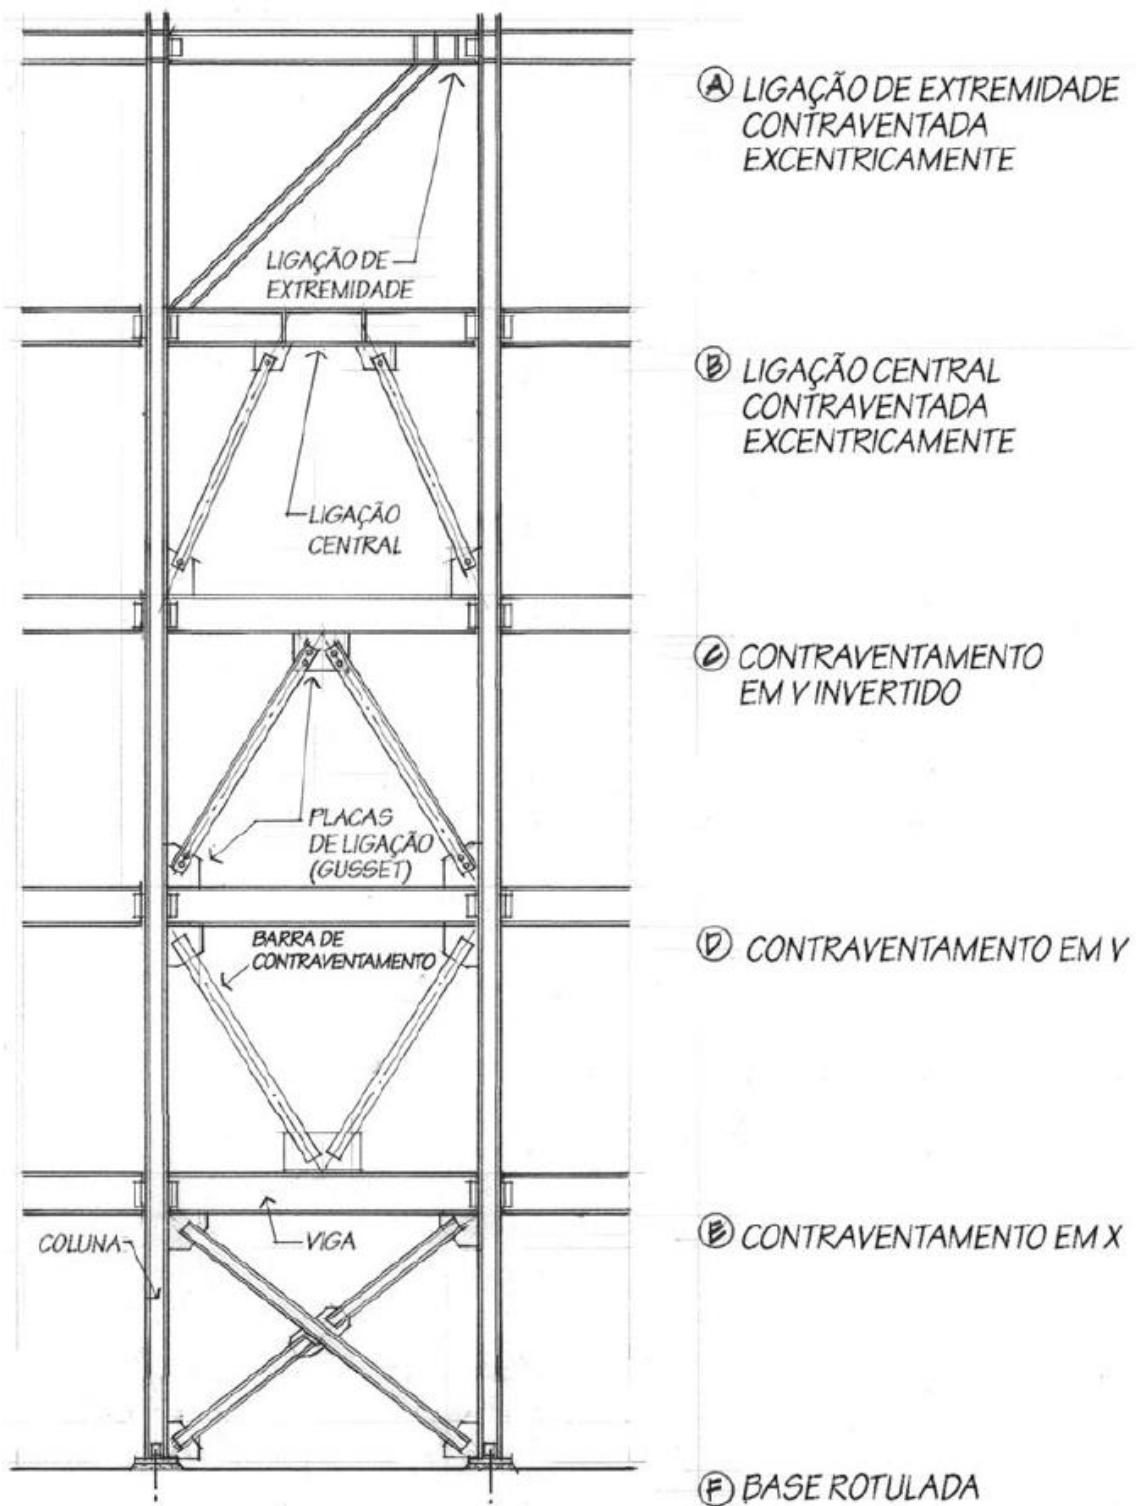 Ⓐ LIGAÇÃO DE EXTREMIDADE
CONTRAVENTADA
EXCENTRICAMENTE
LIGAÇÃO DE
EXTREMIDADE
Ⓑ LIGAÇÃO CENTRAL
CONTRAVENTADA
EXCENTRICAMENTE
LIGAÇÃO
CENTRAL
Ⓒ CONTRAVENTAMENTO
EM V INVERTIDO
PLACAS
DE LIGAÇÃO
(GUSSET)
BARRA DE
CONTRAVENTAMENTO
Ⓓ CONTRAVENTAMENTO EM V
COLUNA
VIGA
Ⓔ CONTRAVENTAMENTO EM X
Ⓕ BASE ROTULADA